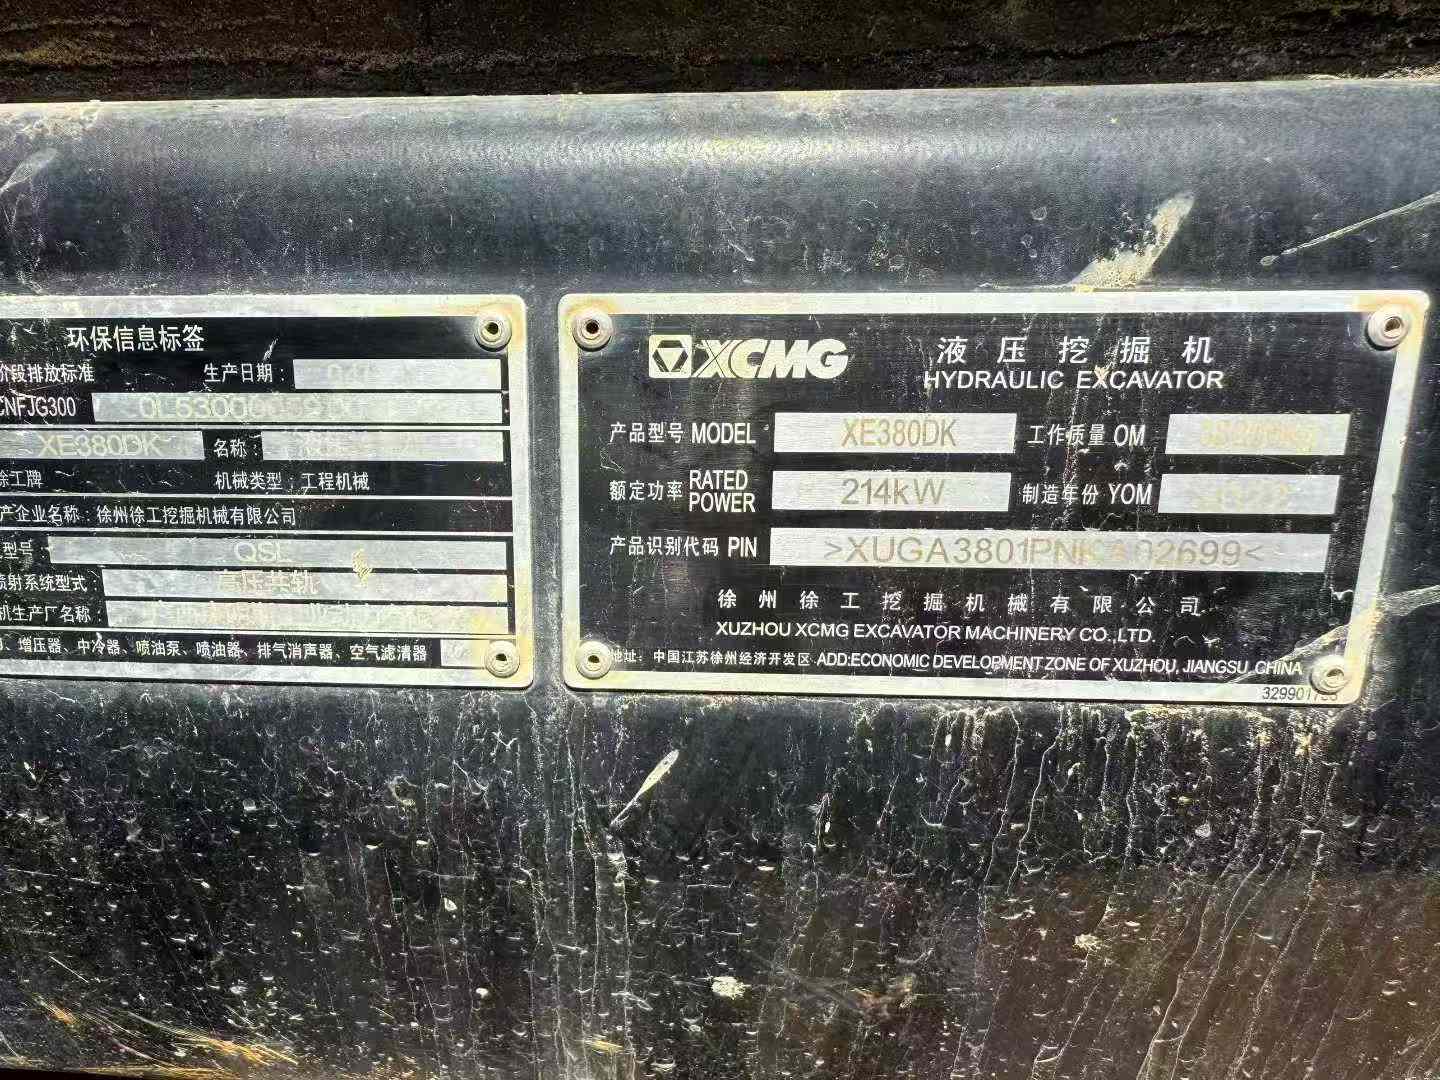 环保信息标签
阶段排放标准 生产日期:
CNFJG300
XE380DK 名称:
徐工牌 机械类型: 工程机械
产企业名称: 徐州徐工挖掘机械有限公司
型号: QSL
喷射系统型式: 高压共轨
机生产厂名称:
增压器、中冷器、喷油泵、喷油器、排气消声器、空气滤清器
XCMG 液压挖掘机
HYDRAULIC EXCAVATOR
产品型号 MODEL XE380DK 工作质量 OM
额定功率 RATED POWER 214kW 制造年份 YOM
产品识别代码 PIN
徐州徐工挖掘机械有限公司
XUZHOU XCMG EXCAVATOR MACHINERY CO.,LTD.
地址: 中国江苏徐州经济开发区 ADD:ECONOMIC DEVELOPMENT ZONE OF XUZHOU, JIANGSU, CHINA